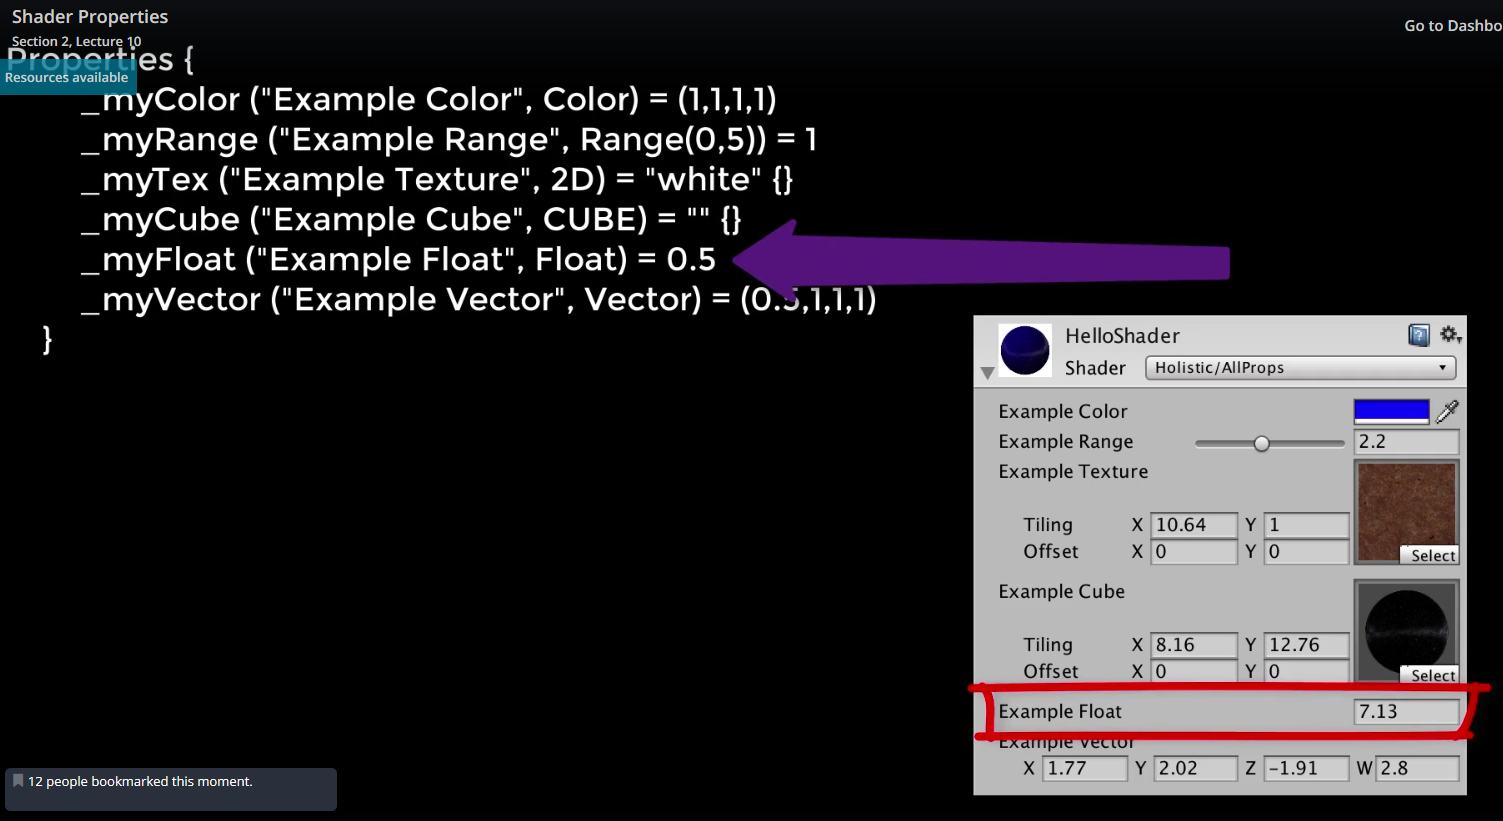 Shader Properties
Go to Dashbo
Section 2, Lecture 10
Properties {
Resources available
_myColor ("Example Color", Color) = (1,1,1,1)
_myRange ("Example Range", Range(0,5)) = 1
_myTex ("Example Texture", 2D) = "white" {}
_myCube ("Example Cube", CUBE) = "" {}
_myFloat ("Example Float", Float) = 0.5
_myVector ("Example Vector", Vector) = (0.5,1,1,1)
}
HelloShader
Shader Holistic/AllProps
Example Color
Example Range 2.2
Example Texture
Tiling X 10.64 Y 1
Offset X 0 Y 0
Select
Example Cube
Tiling X 8.16 Y 12.76
Offset X 0 Y 0
Select
Example Float 7.13
Example Vector
X 1.77 Y 2.02 Z -1.91 W 2.8
12 people bookmarked this moment.